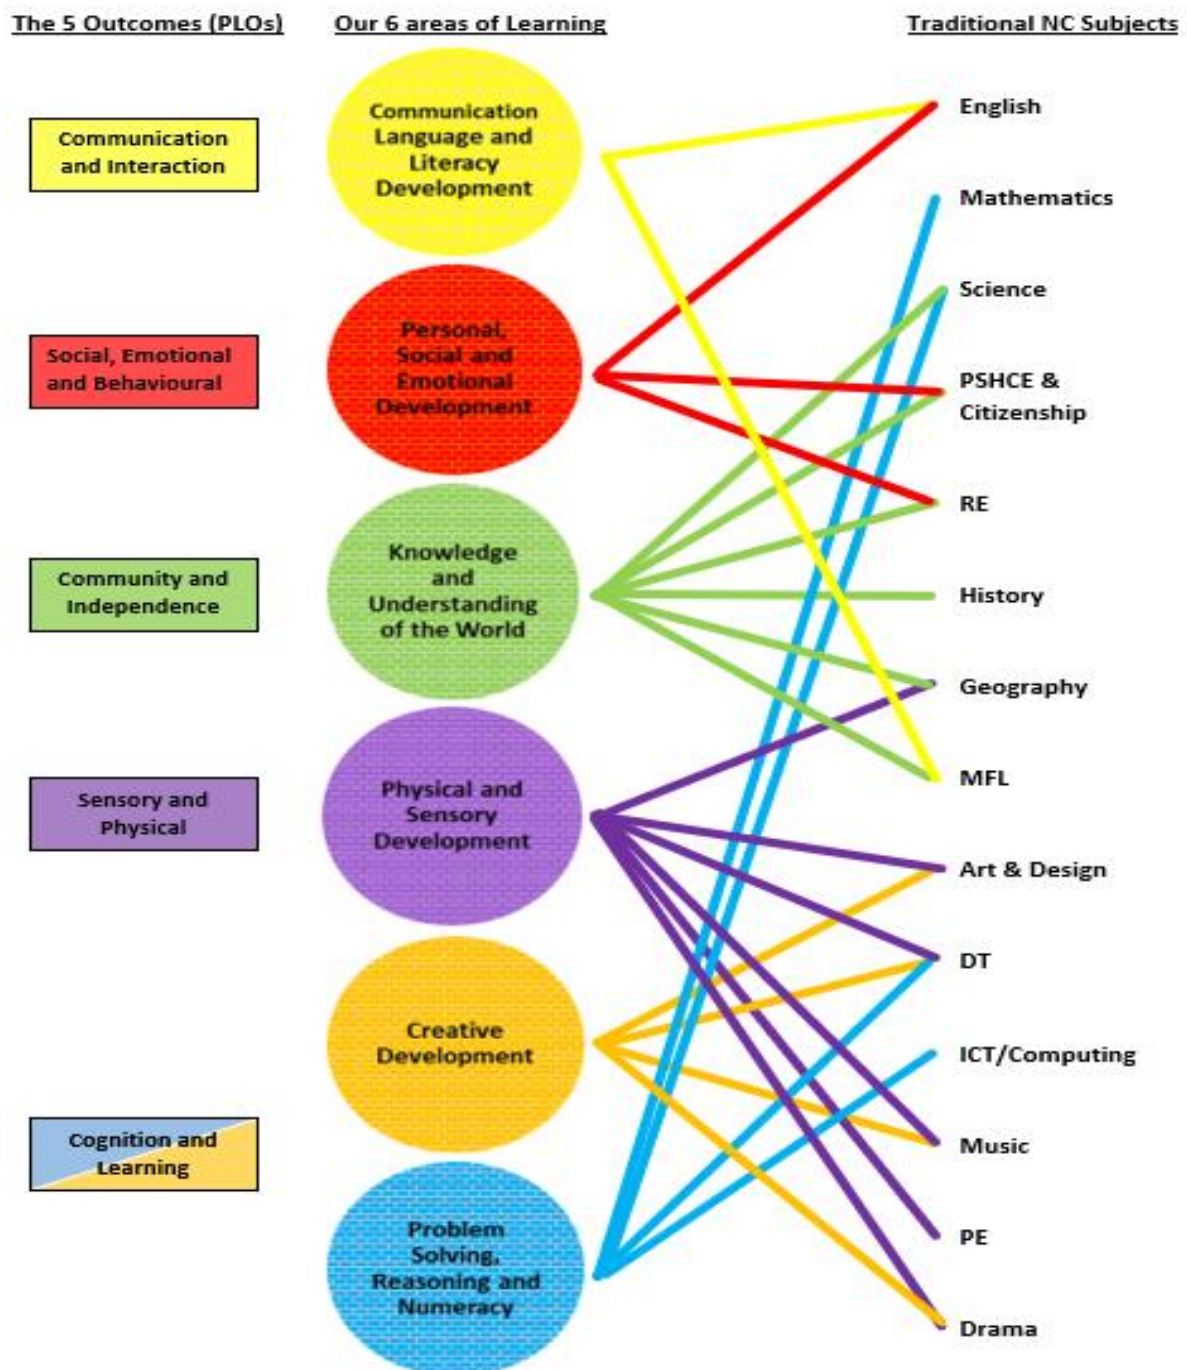 The 5 Outcomes (PLOs)
Our 6 areas of Learning
Traditional NC Subjects
Communication
and Interaction
Social, Emotional
and Behavioural
Community and
Independence
Sensory and
Physical
Cognition and
Learning
Communication
Language and
Literacy
Development
Personal,
Social and
Emotional
Development
Knowledge
and
Understanding
of the World
Physical and
Sensory
Development
Creative
Development
Problem
Solving,
Reasoning and
Numeracy
English
Mathematics
Science
PSHCE &
Citizenship
RE
History
Geography
MFL
Art & Design
DT
ICT/Computing
Music
PE
Drama